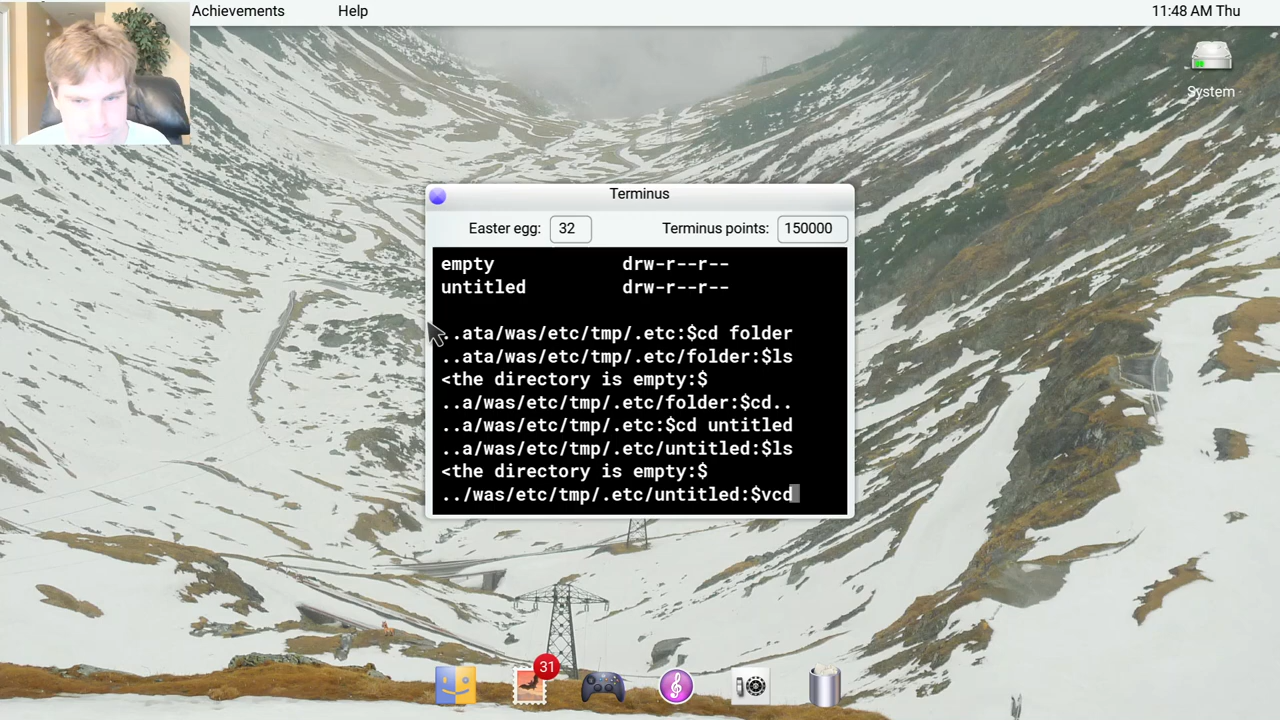 Achievements Help 11:48 AM Thu
System
Terminus
Easter egg: 32 Terminus points: 150000
empty drw-r--r--
untitled drw-r--r--
..ata/was/etc/tmp/.etc:$cd folder
..ata/was/etc/tmp/.etc/folder:$ls
<the directory is empty:$
..a/was/etc/tmp/.etc/folder:$cd..
..a/was/etc/tmp/.etc:$cd untitled
..a/was/etc/tmp/.etc/untitled:$ls
<the directory is empty:$
../was/etc/tmp/.etc/untitled:$vcd
31